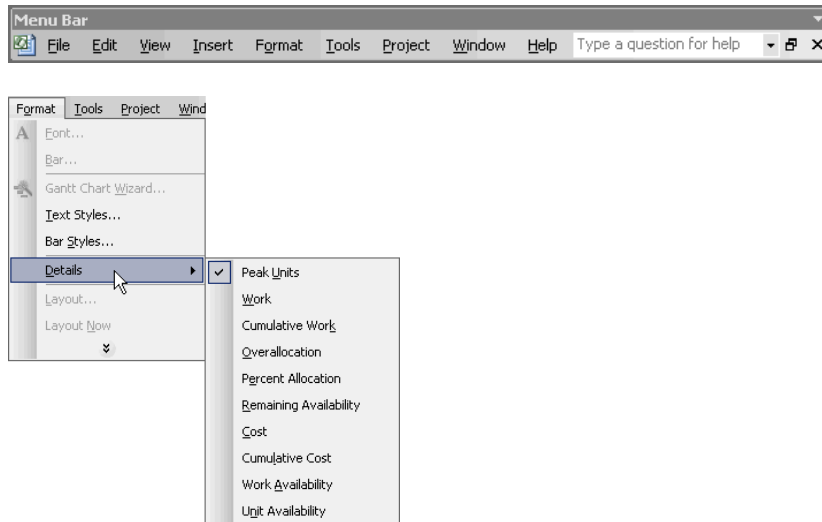 Menu Bar
File Edit View Insert Format Tools Project Window Help Type a question for help
Format Tools Project Wind
A Font...
Bar...
Gantt Chart Wizard...
Text Styles...
Bar Styles...
Details Peak Units
Work
Layout...
Cumulative Work
Layout Now
Overallocation
Percent Allocation
Remaining Availability
Cost
Cumulative Cost
Work Availability
Unit Availability